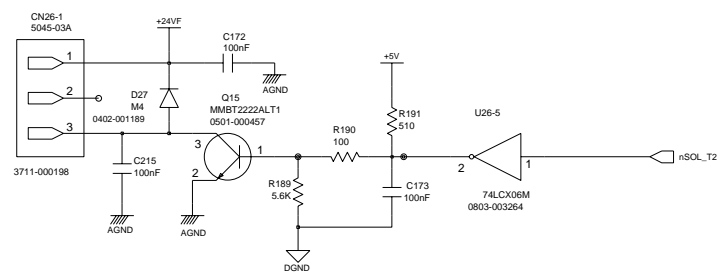 CN26-1
5045-03A
+24VF
C172
100nF
AGND
1
2
3
D27
M4
0402-001189
Q15
MMBT2222ALT1
0501-000457
+5V
R191
510
U26-5
R190
100
3
1
2
2
1
nSOL_T2
3711-000198
C215
100nF
R189
5.6K
C173
100nF
74LCX06M
0803-003264
AGND
AGND
DGND